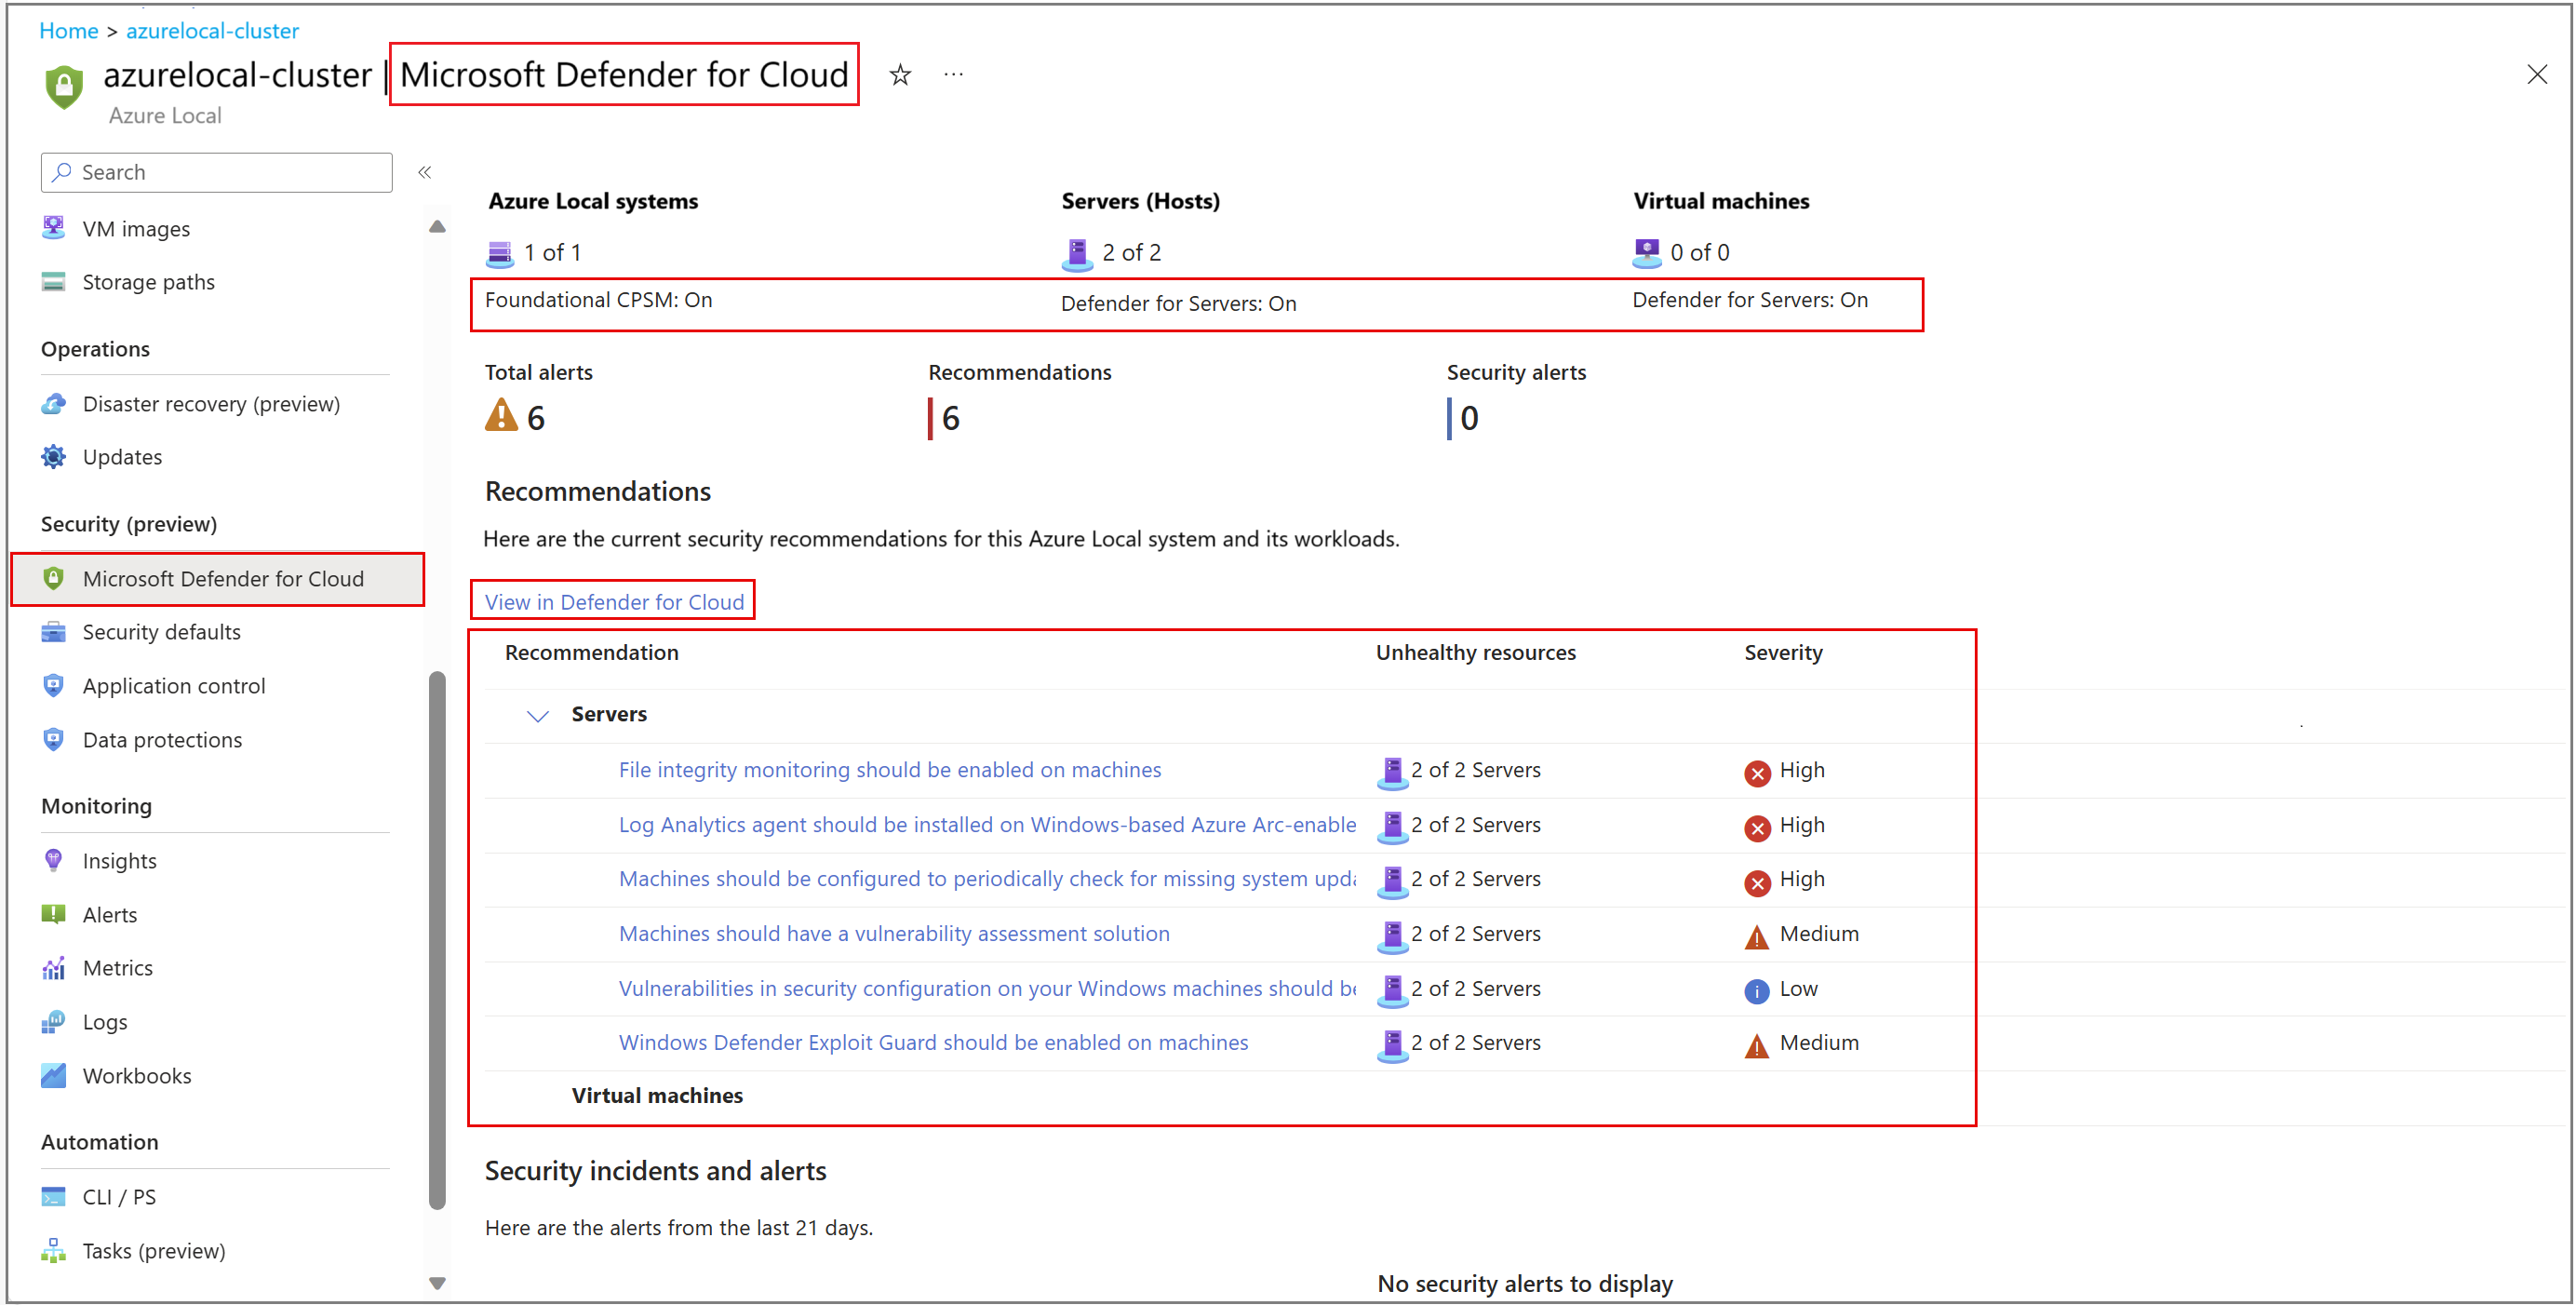 Home > azurelocal-cluster
azurelocal-cluster | Microsoft Defender for Cloud
Azure Local
Search
VM images
Storage paths
Operations
Disaster recovery (preview)
Updates
Security (preview)
Microsoft Defender for Cloud
Security defaults
Application control
Data protections
Monitoring
Insights
Alerts
Metrics
Logs
Workbooks
Automation
CLI / PS
Tasks (preview)
Azure Local systems Servers (Hosts) Virtual machines
1 of 1 2 of 2 0 of 0
Foundational CPSM: On Defender for Servers: On Defender for Servers: On
Total alerts Recommendations Security alerts
6 6 0
Recommendations
Here are the current security recommendations for this Azure Local system and its workloads.
View in Defender for Cloud
Recommendation Unhealthy resources Severity
Servers
File integrity monitoring should be enabled on machines 2 of 2 Servers High
Log Analytics agent should be installed on Windows-based Azure Arc-enable 2 of 2 Servers High
Machines should be configured to periodically check for missing system upda 2 of 2 Servers High
Machines should have a vulnerability assessment solution 2 of 2 Servers Medium
Vulnerabilities in security configuration on your Windows machines should be 2 of 2 Servers Low
Windows Defender Exploit Guard should be enabled on machines 2 of 2 Servers Medium
Virtual machines
Security incidents and alerts
Here are the alerts from the last 21 days.
No security alerts to display